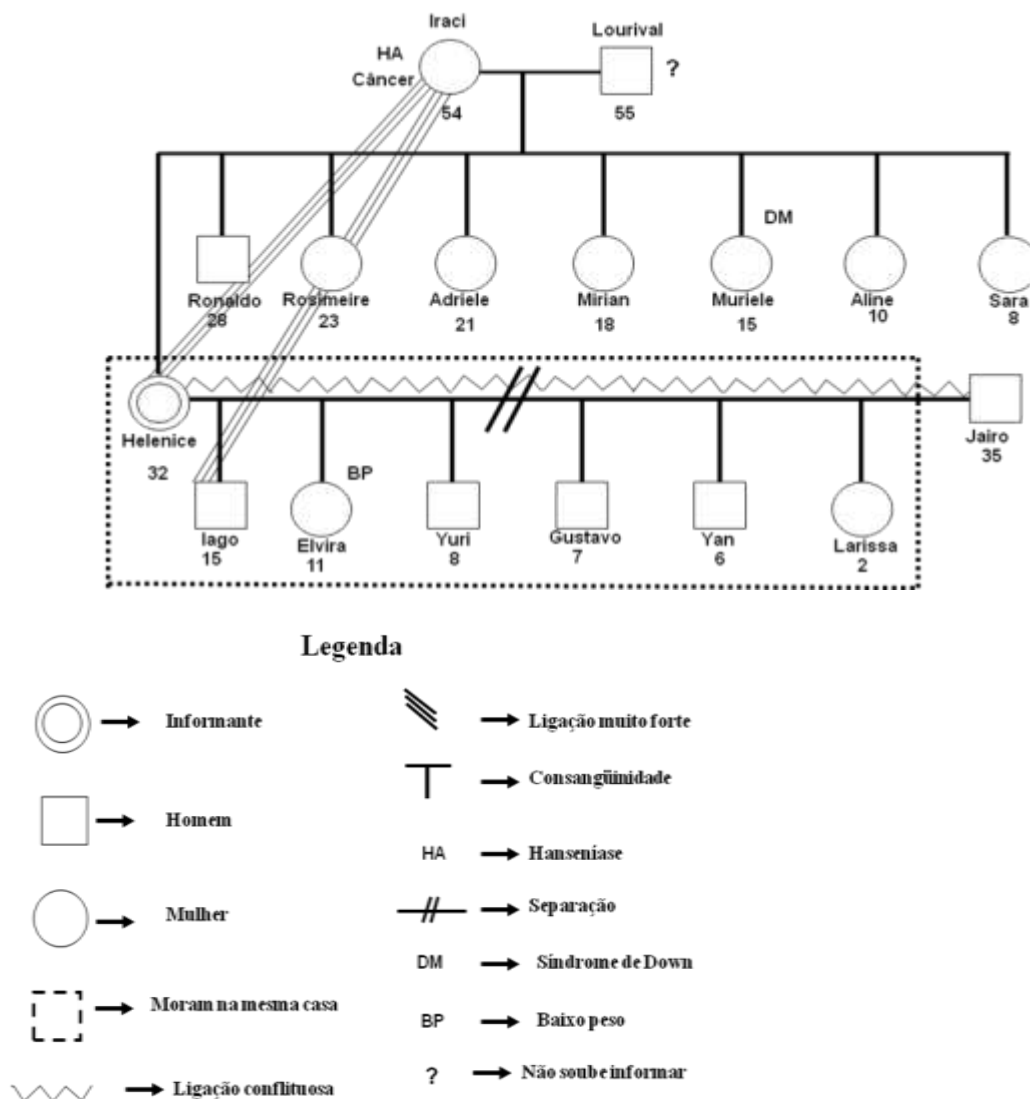 Iraci
Lourival
HA
Câncer
?
54
55
DM
Ronaldo
Rosimeire
Adriele
Mirian
Muriele
Aline
Sara
28
23
21
18
15
10
8
Helenice
Jairo
32
35
BP
Iago
Elvira
Yuri
Gustavo
Yan
Larissa
15
11
8
7
6
2
Legenda
Informante
Ligação muito forte
Homem
Consangüinidade
HA
Hanseníase
Mulher
Separação
DM
Síndrome de Down
Moram na mesma casa
BP
Baixo peso
Ligação conflituosa
?
Não soube informar